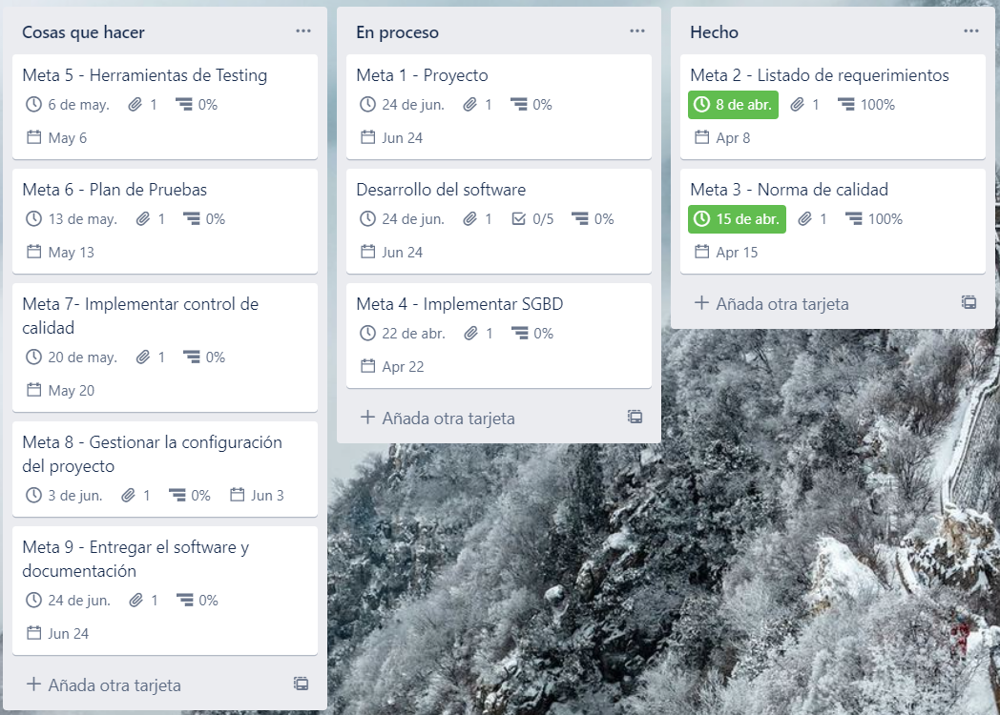 Cosas que hacer
Meta 5 - Herramientas de Testing
6 de may. 1 0%
May 6
Meta 6 - Plan de Pruebas
13 de may. 1 0%
May 13
Meta 7- Implementar control de
calidad
20 de may. 1 0%
May 20
Meta 8 - Gestionar la configuración
del proyecto
3 de jun. 1 0% Jun 3
Meta 9 - Entregar el software y
documentación
24 de jun. 1 0%
Jun 24
+ Añada otra tarjeta
En proceso
Meta 1 - Proyecto
24 de jun. 1 0%
Jun 24
Desarrollo del software
24 de jun. 1 0/5 0%
Jun 24
Meta 4 - Implementar SGBD
22 de abr. 1 0%
Apr 22
+ Añada otra tarjeta
Hecho
Meta 2 - Listado de requerimientos
8 de abr. 1 100%
Apr 8
Meta 3 - Norma de calidad
15 de abr. 1 100%
Apr 15
+ Añada otra tarjeta